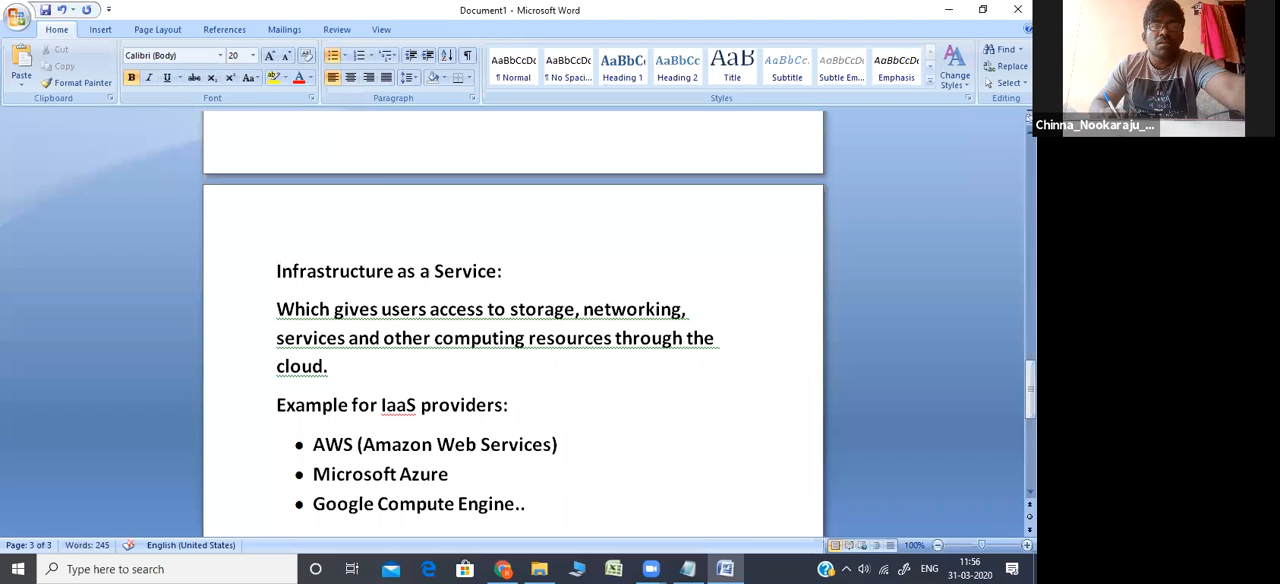 Document1 - Microsoft Word
Home Insert Page Layout References Mailings Review View
Paste
Cut
Copy
Format Painter
Clipboard
Calibri (Body) 20
Font
Paragraph
AaBbCcDc AaBbCcDc AaBbC AaBbCc AaB AaBbCc. AaBbCcDc AaBbCcDc
¶ Normal ¶ No Spaci... Heading 1 Heading 2 Title Subtitle Subtle Em... Emphasis
Styles
Change
Styles
Find
Replace
Select
Editing
Chinna_Nookaraju_...
Infrastructure as a Service:
Which gives users access to storage, networking,
services and other computing resources through the
cloud.
Example for IaaS providers:
• AWS (Amazon Web Services)
• Microsoft Azure
• Google Compute Engine..
Page: 3 of 3 Words: 245 English (United States) 100%
Type here to search
ENG
11:56
31-03-2020